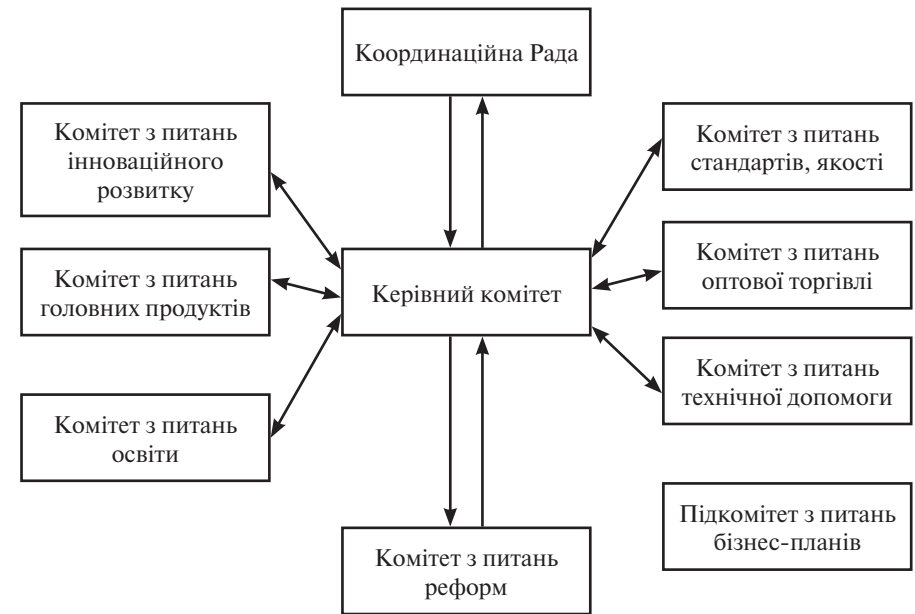 Координаційна Рада
Комітет з питань
інноваційного
розвитку
Комітет з питань
стандартів, якості
Комітет з питань
головних продуктів
Керівний комітет
Комітет з питань
оптової торгівлі
Комітет з питань
технічної допомоги
Комітет з питань
освіти
Підкомітет з питань
бізнес-планів
Комітет з питань
реформ